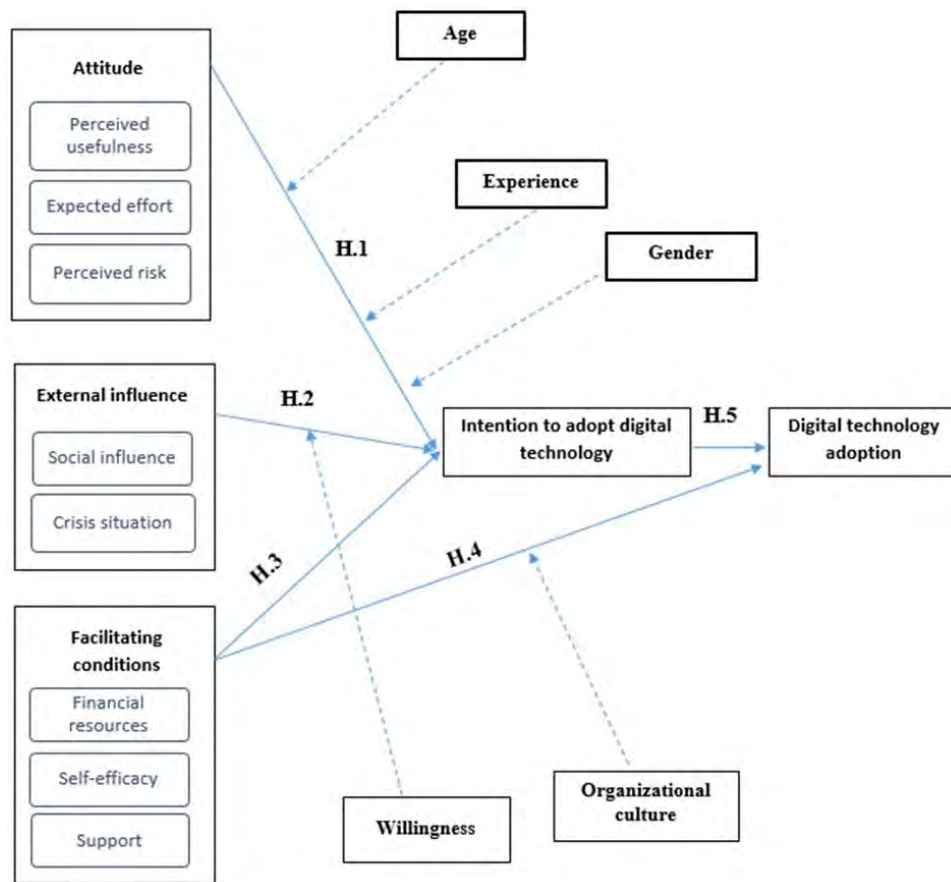 Age
Attitude
Perceived
usefulness
Expected effort
Perceived risk
Experience
H.1
Gender
External influence
Social influence
Crisis situation
H.2
Intention to adopt digital
technology
H.5
Digital technology
adoption
H.3
H.4
Facilitating
conditions
Financial
resources
Self-efficacy
Support
Willingness
Organizational
culture